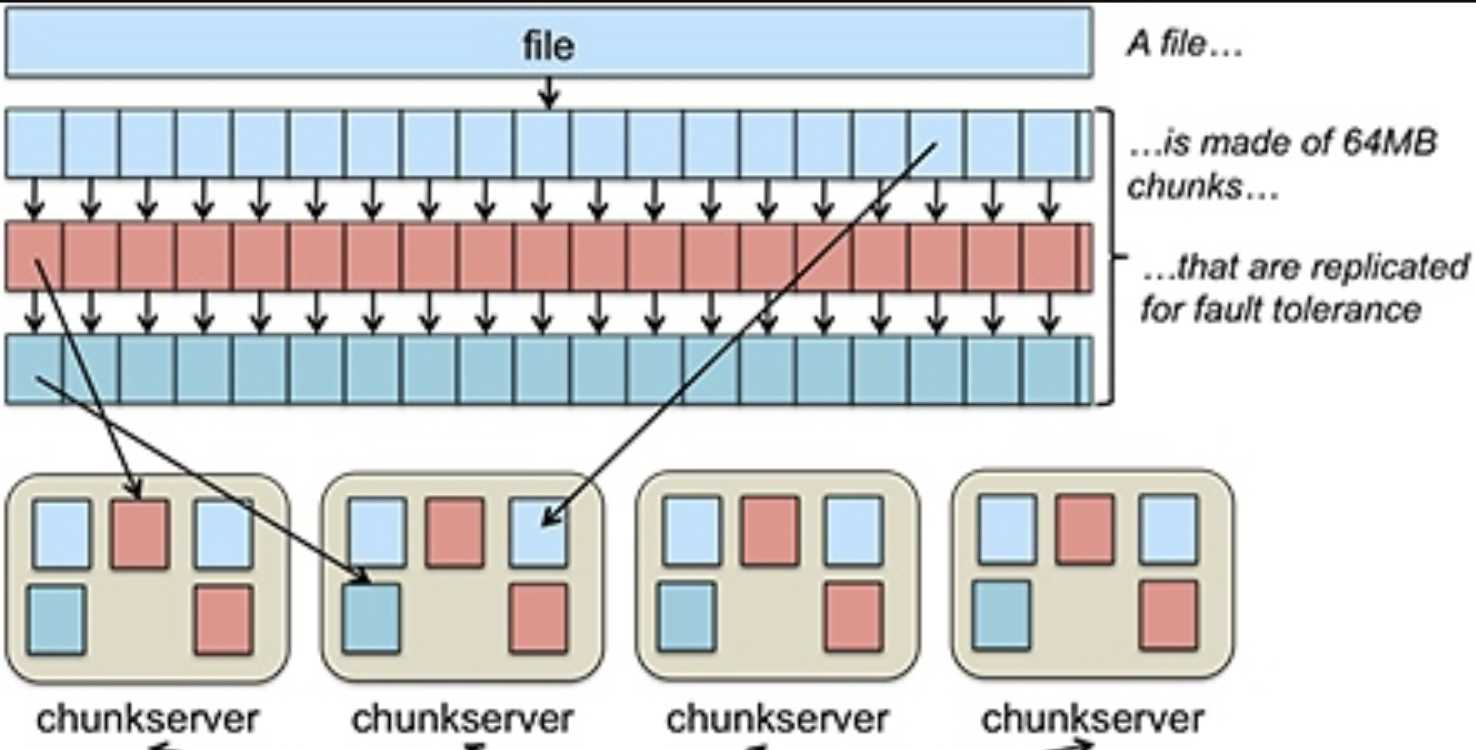 file
A file...
...is made of 64MB
chunks...
...that are replicated
for fault tolerance
chunkserver
chunkserver
chunkserver
chunkserver